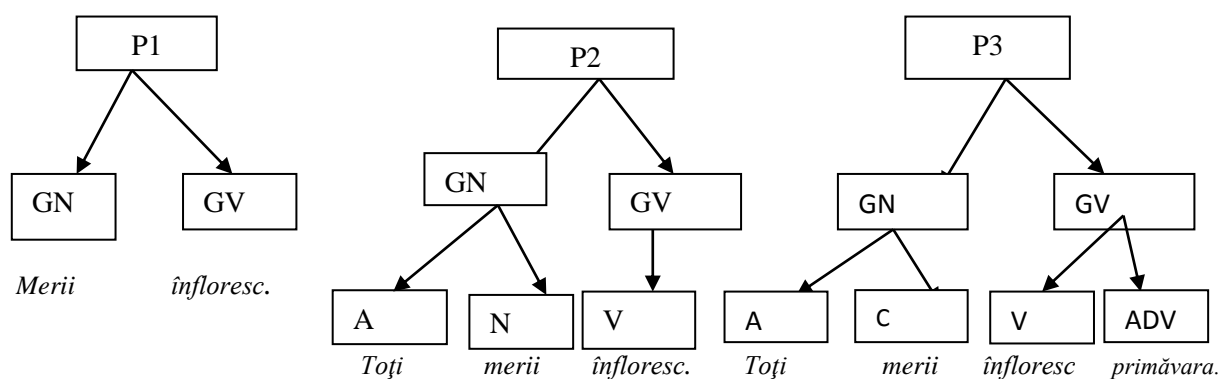 P1
P2
P3
GN
GV
GN
GV
GN
GV
Merii
înfloresc.
A
N
V
A
C
V
ADV
Toţi
merii
înfloresc.
Toţi
merii
înfloresc
primăvara.